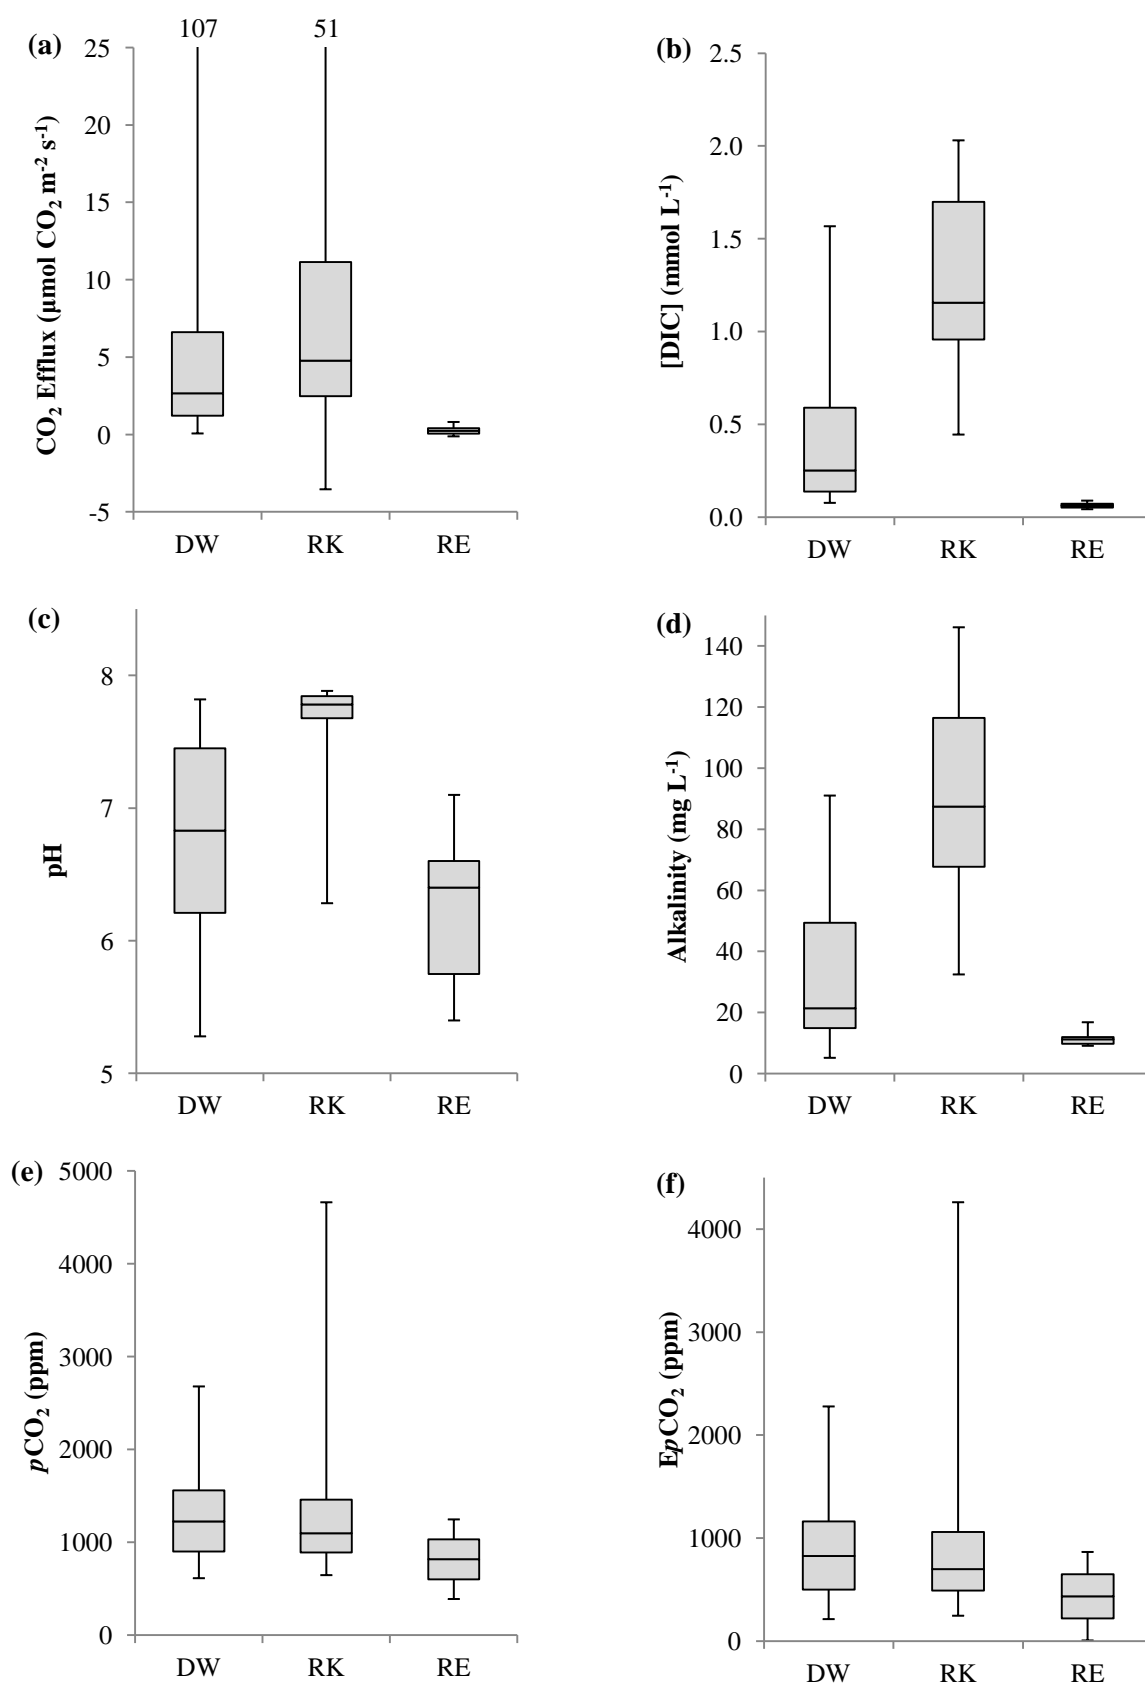 (a)
107
51
25
20
15
10
5
0
-5
CO₂ Efflux (µmol CO₂ m⁻² s⁻¹)
DW RK RE
(b)
2.5
2.0
1.5
1.0
0.5
0.0
[DIC] (mmol L⁻¹)
DW RK RE
(c)
8
7
6
5
pH
DW RK RE
(d)
140
120
100
80
60
40
20
0
Alkalinity (mg L⁻¹)
DW RK RE
(e)
5000
4000
3000
2000
1000
0
pCO₂ (ppm)
DW RK RE
(f)
4000
3000
2000
1000
0
EpCO₂ (ppm)
DW RK RE